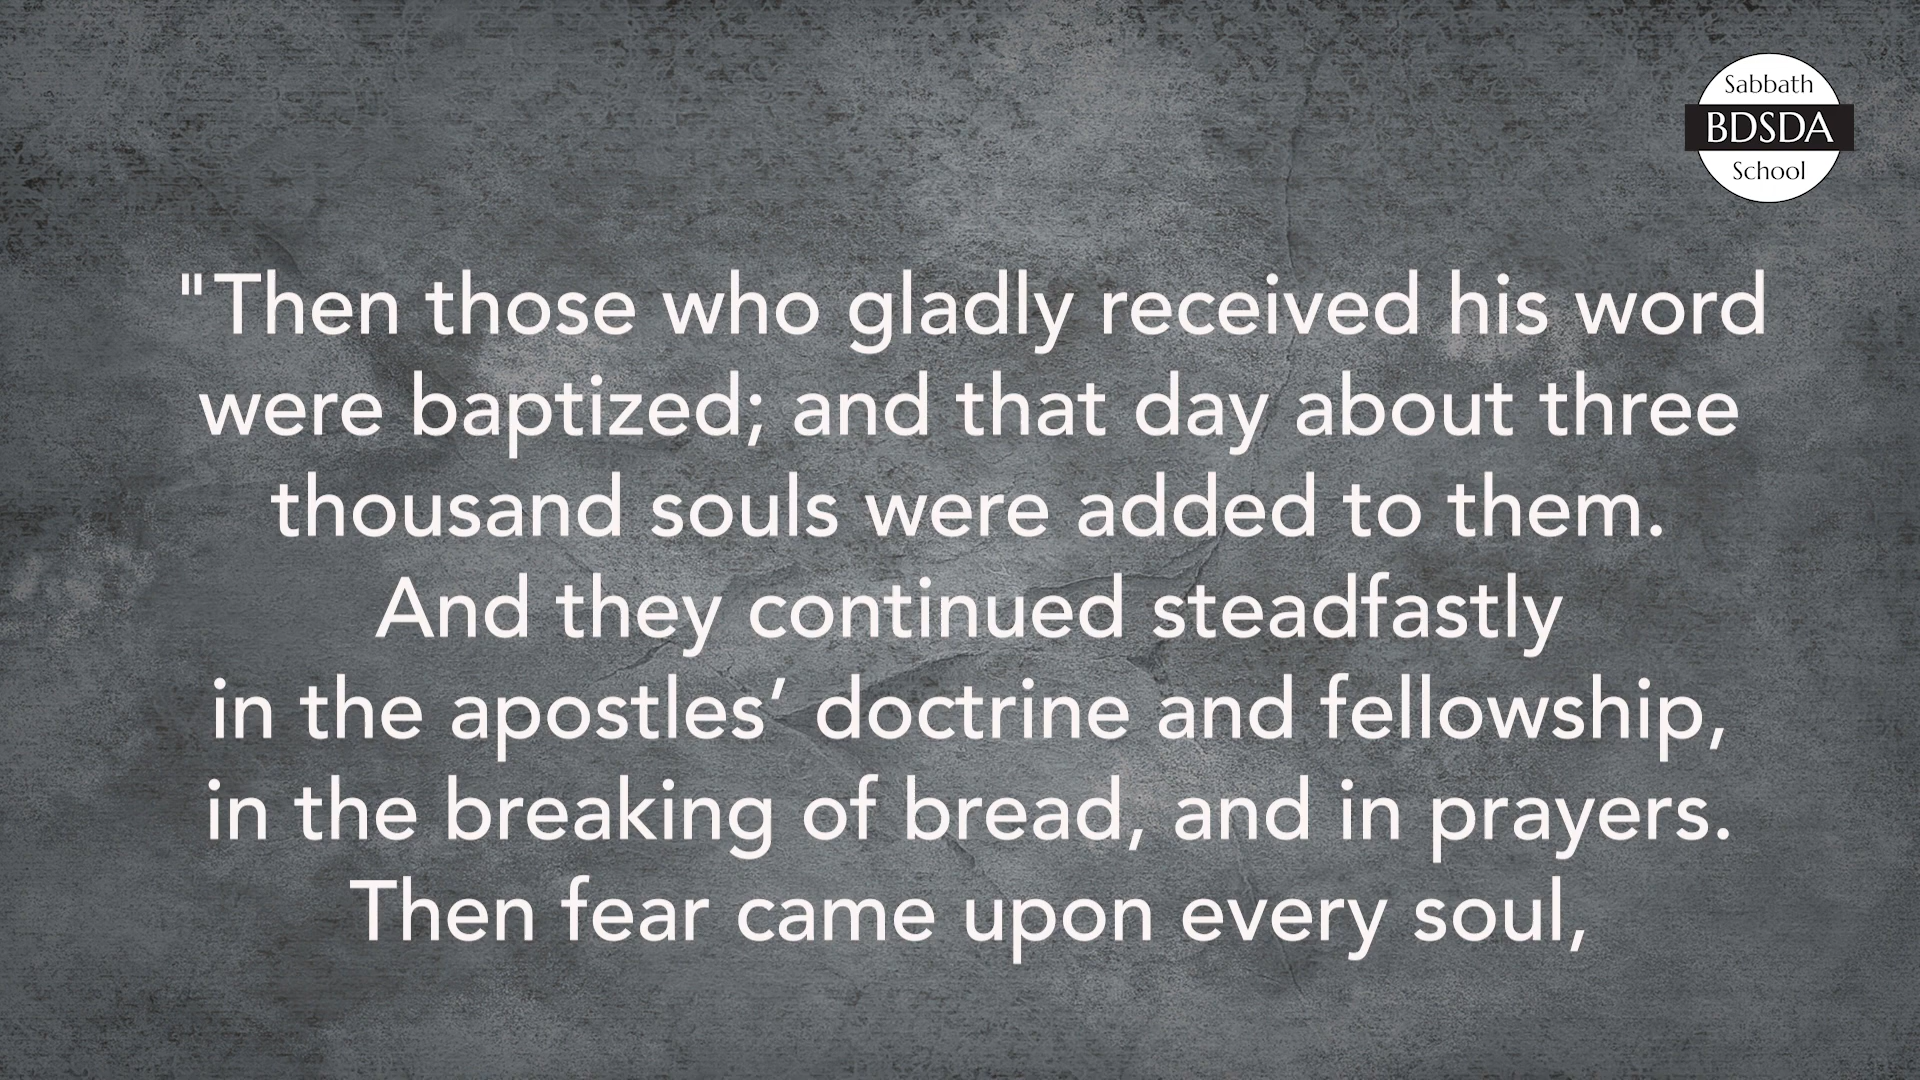 Sabbath
BDSDA
School
"Then those who gladly received his word
were baptized; and that day about three
thousand souls were added to them.
And they continued steadfastly
in the apostles’ doctrine and fellowship,
in the breaking of bread, and in prayers.
Then fear came upon every soul,